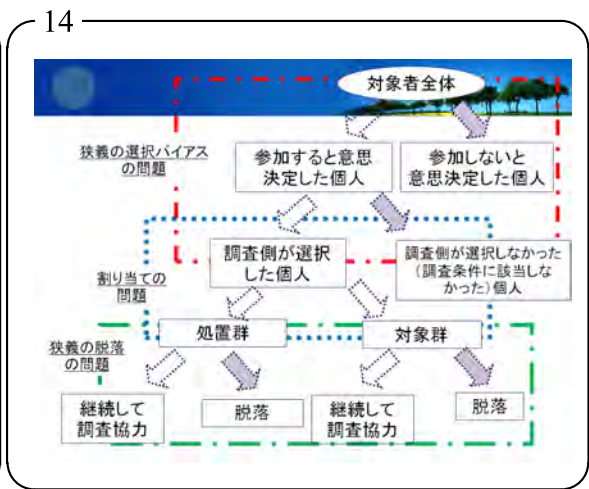 14
対象者全体
狭義の選択バイアス
の問題
参加すると意思
決定した個人
参加しないと
意思決定した個人
調査側が選択
した個人
調査側が選択しなかった
(調査条件に該当しな
かった)個人
割り当ての
問題
処置群
対象群
狭義の脱落
の問題
継続して
調査協力
脱落
継続して
調査協力
脱落